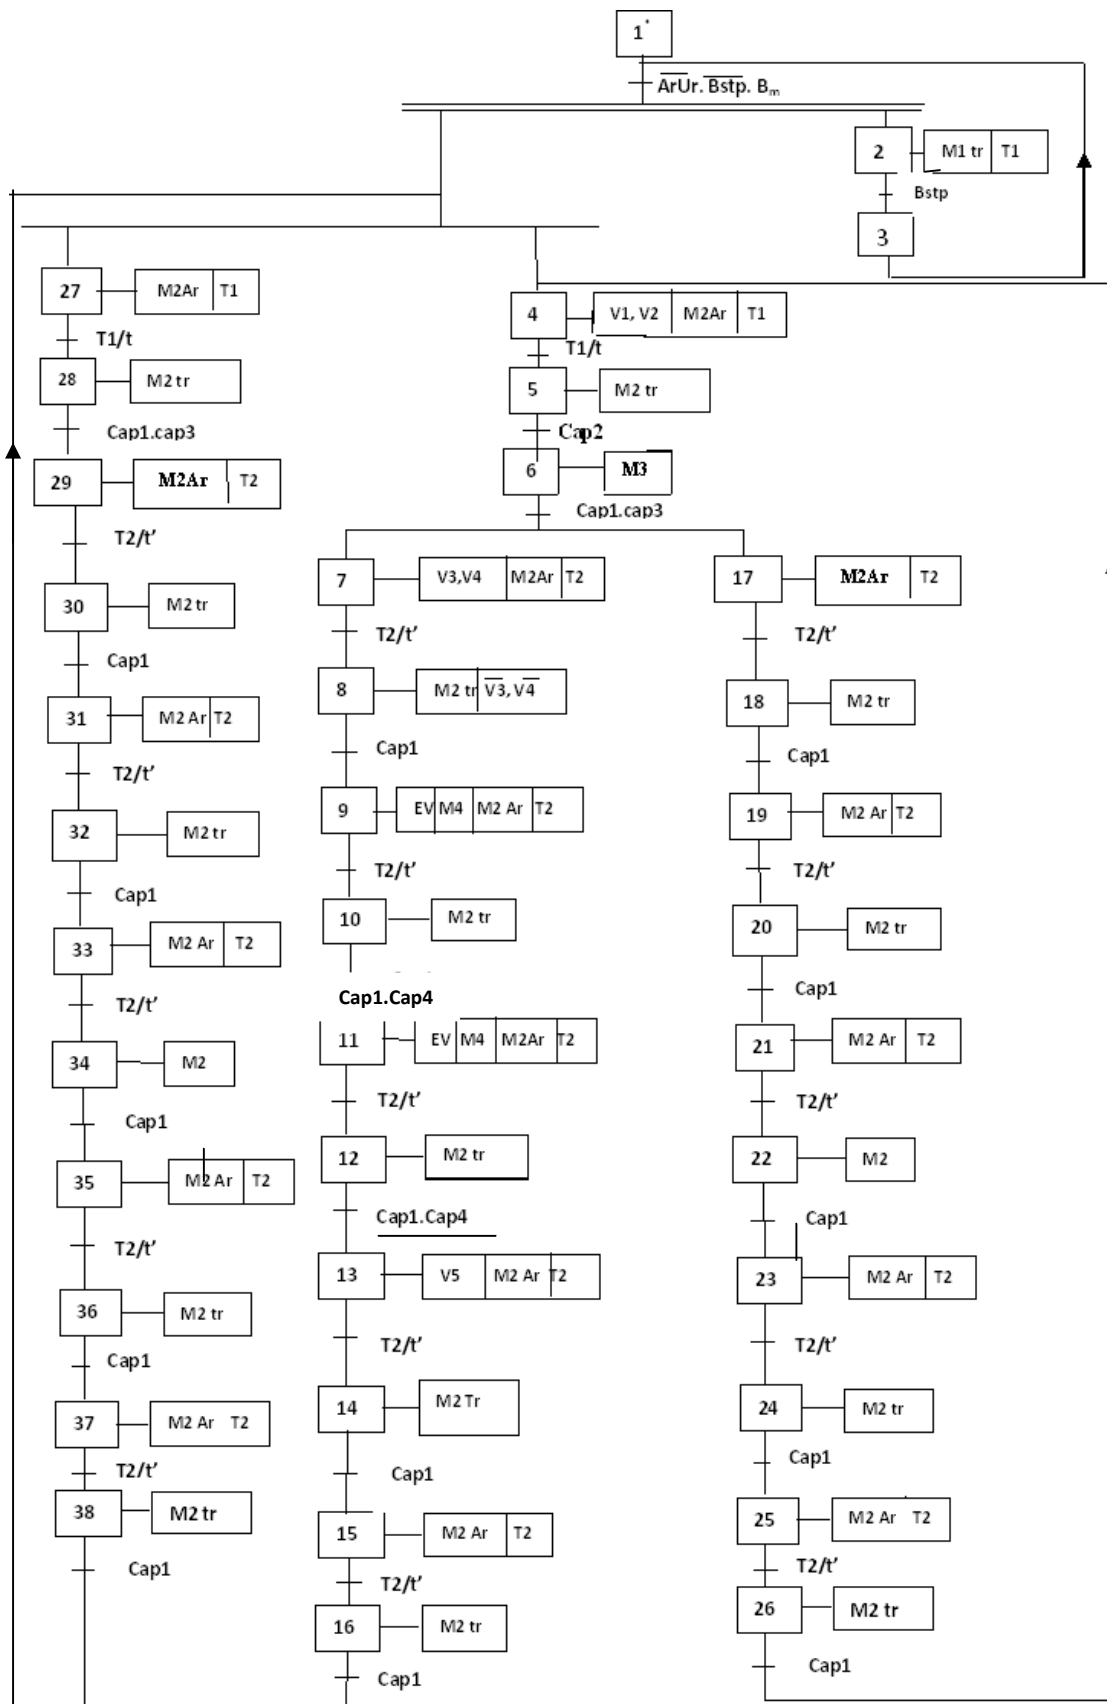 1*
A̅r̅Ur. B̅s̅t̅p̅. Bm
2 M1 tr T1
Bstp
3
27 M2Ar T1
4 V1, V2 M2Ar T1
T1/t
T1/t
28 M2 tr
5 M2 tr
Cap1.cap3
Cap2
29 M2Ar T2
6 M3
Cap1.cap3
T2/t'
7 V3,V4 M2Ar T2
17 M2Ar T2
30 M2 tr
T2/t'
T2/t'
Cap1
8 M2 tr V̅3̅, V̅4̅
18 M2 tr
31 M2 Ar T2
Cap1
Cap1
T2/t'
9 EV M4 M2 Ar T2
19 M2 Ar T2
32 M2 tr
T2/t'
T2/t'
Cap1
10 M2 tr
20 M2 tr
33 M2 Ar T2
Cap1.Cap4
Cap1
T2/t'
11 EV M4 M2Ar T2
21 M2 Ar T2
34 M2
T2/t'
T2/t'
Cap1
12 M2 tr
22 M2
35 M2 Ar T2
Cap1.Cap4
Cap1
T2/t'
13 V5 M2 Ar T2
23 M2 Ar T2
36 M2 tr
T2/t'
T2/t'
Cap1
14 M2 Tr
24 M2 tr
37 M2 Ar T2
Cap1
Cap1
T2/t'
38 M2 tr
15 M2 Ar T2
25 M2 Ar T2
Cap1
T2/t'
T2/t'
16 M2 tr
26 M2 tr
Cap1
Cap1